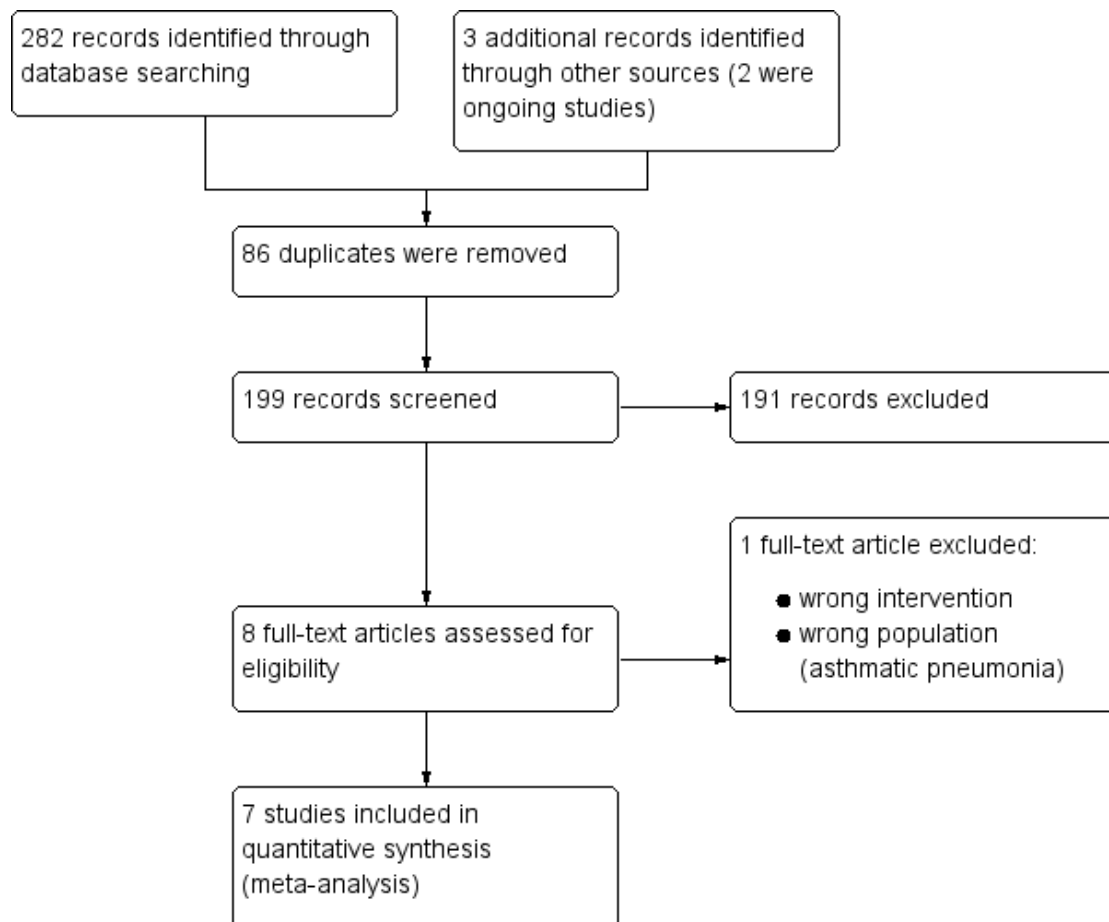 282 records identified through
database searching
3 additional records identified
through other sources (2 were
ongoing studies)
86 duplicates were removed
199 records screened
191 records excluded
1 full-text article excluded:
● wrong intervention
● wrong population
(asthmatic pneumonia)
8 full-text articles assessed for
eligibility
7 studies included in
quantitative synthesis
(meta-analysis)